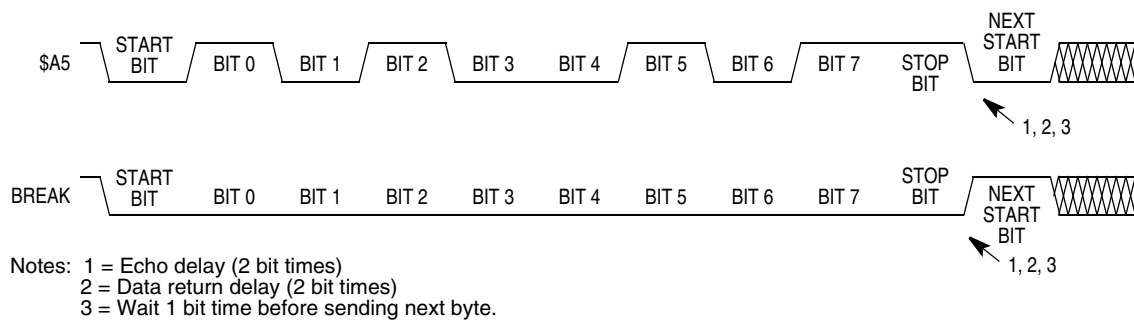 NEXT
START
BIT
START
BIT
$A5
BIT 0
BIT 1
BIT 2
BIT 3
BIT 4
BIT 5
BIT 6
BIT 7
STOP
BIT
1, 2, 3
START
BIT
BREAK
BIT 0
BIT 1
BIT 2
BIT 3
BIT 4
BIT 5
BIT 6
BIT 7
STOP
BIT
NEXT
START
BIT
1, 2, 3
Notes: 1 = Echo delay (2 bit times)
2 = Data return delay (2 bit times)
3 = Wait 1 bit time before sending next byte.